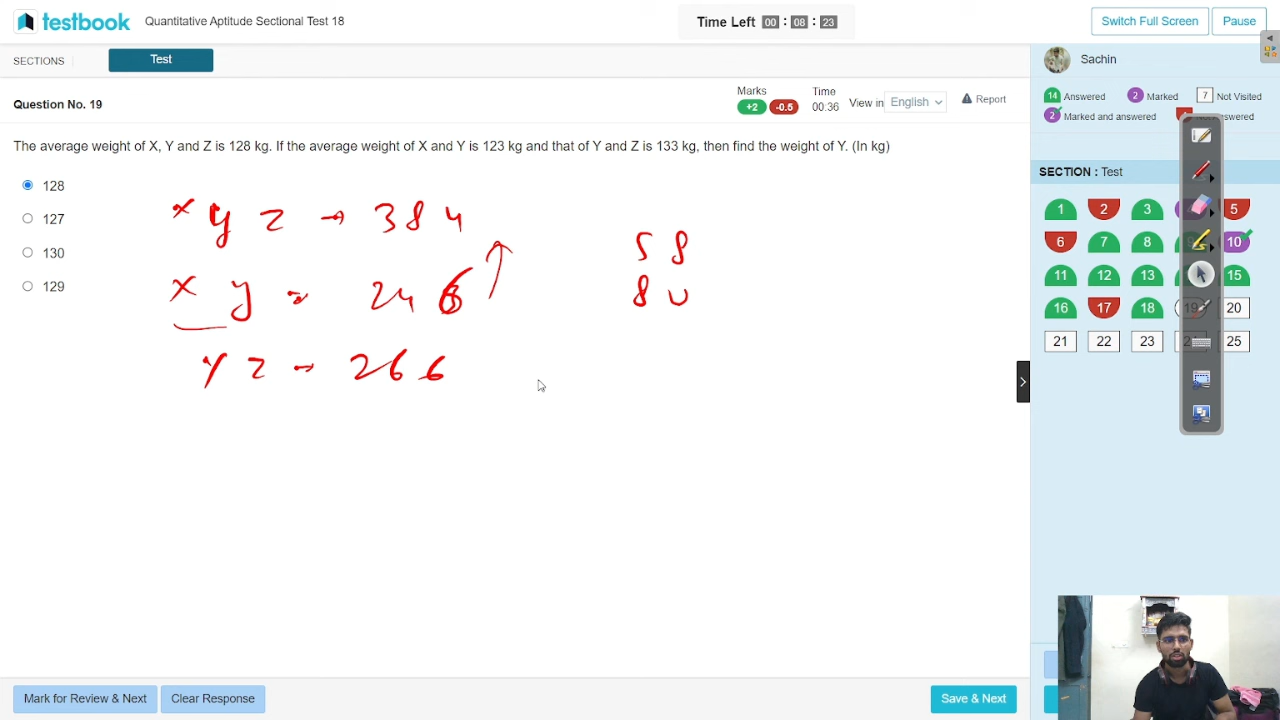 testbook
Quantitative Aptitude Sectional Test 18
Time Left 00 : 08 : 23
Switch Full Screen
Pause
SECTIONS
Test
Sachin
Question No. 19
Marks
+2 -0.5
Time
00:36
View in English
Report
14 Answered
2 Marked
7 Not Visited
2 Marked and answered
answered
The average weight of X, Y and Z is 128 kg. If the average weight of X and Y is 123 kg and that of Y and Z is 133 kg, then find the weight of Y. (In kg)
128
127
130
129
x y z → 384
x y = 246
y z → 266
58
SECTION : Test
1 2 3 5
6 7 8 10
11 12 13 15
16 17 18 19 20
21 22 23 25
Mark for Review & Next
Clear Response
Save & Next